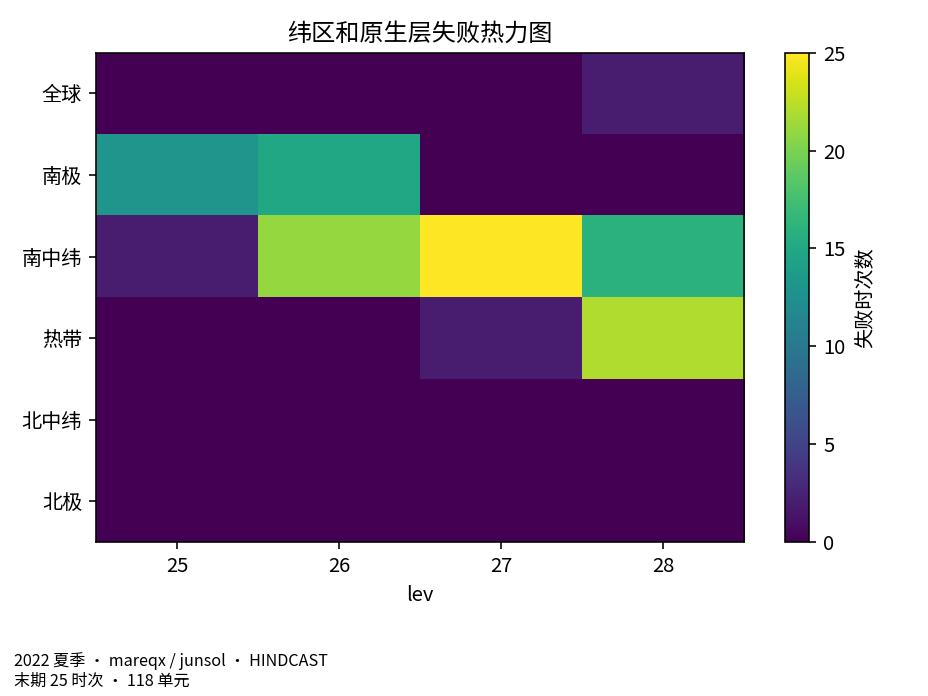 纬区和原生层失败热力图
全球
南极
南中纬
热带
北中纬
北极
25
26
27
28
lev
25
20
15
10
5
0
失败时次数
2022 夏季 · mareqx / junsol · HINDCAST
末期 25 时次 · 118 单元